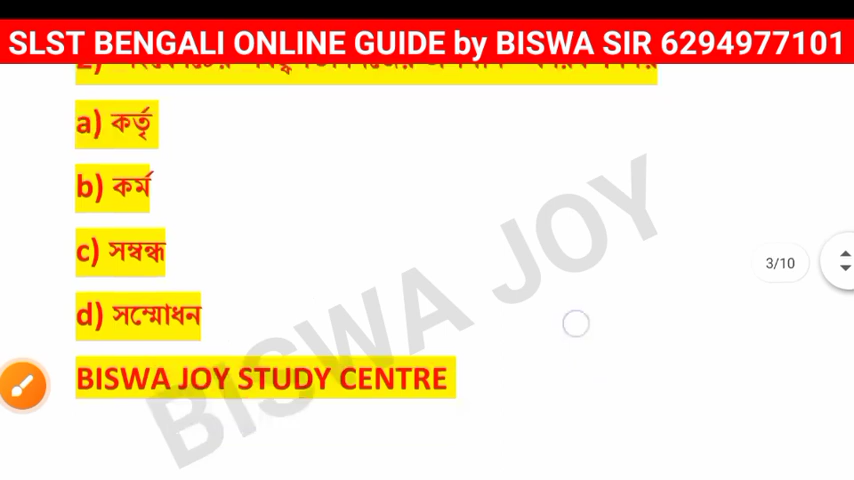 SLST BENGALI ONLINE GUIDE by BISWA SIR 6294977101
a) কর্তৃ
b) কর্ম
c) সম্বন্ধ
d) সম্মোধন
BISWA JOY STUDY CENTRE
BISWA JOY
3/10